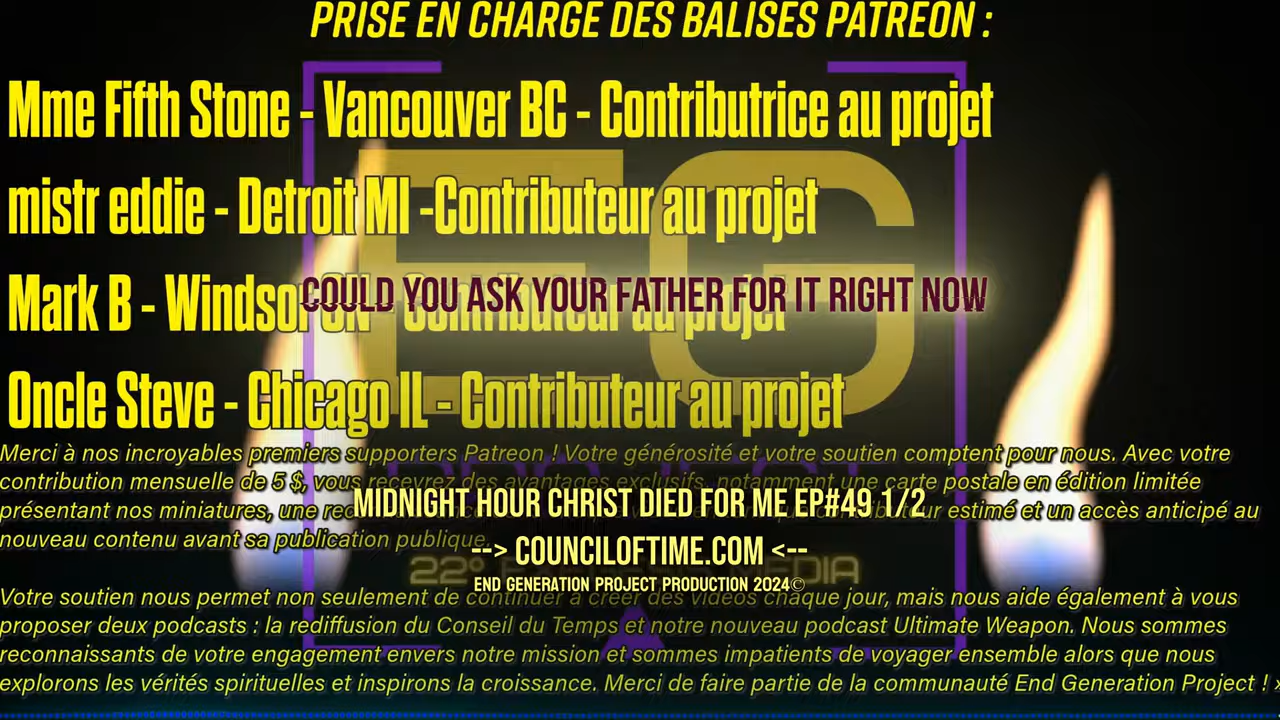 PRISE EN CHARGE DES BALISES PATREON :
Mme Fifth Stone - Vancouver BC - Contributrice au projet
mistr eddie - Detroit MI -Contributeur au projet
EG
Mark B - Windsor ON - Contributeur au projet
COULD YOU ASK YOUR FATHER FOR IT RIGHT NOW
Oncle Steve - Chicago IL - Contributeur au projet
Merci à nos incroyables premiers supporters Patreon ! Votre générosité et votre soutien comptent pour nous. Avec votre
contribution mensuelle de 5 $, vous recevrez des avantages exclusifs, notamment une carte postale en édition limitée
présentant nos miniatures, une estimé et un accès anticipé au
MIDNIGHT HOUR CHRIST DIED FOR ME EP#49 1/2
nouveau contenu avant sa publication publique.
--> COUNCILOFTIME.COM <--
22°
END GENERATION PROJECT PRODUCTION 2024©
Votre soutien nous permet non seulement de continuer à créer des vidéos chaque jour, mais nous aide également à vous
proposer deux podcasts : la rediffusion du Conseil du Temps et notre nouveau podcast Ultimate Weapon. Nous sommes
reconnaissants de votre engagement envers notre mission et sommes impatients de voyager ensemble alors que nous
explorons les vérités spirituelles et inspirons la croissance. Merci de faire partie de la communauté End Generation Project ! »